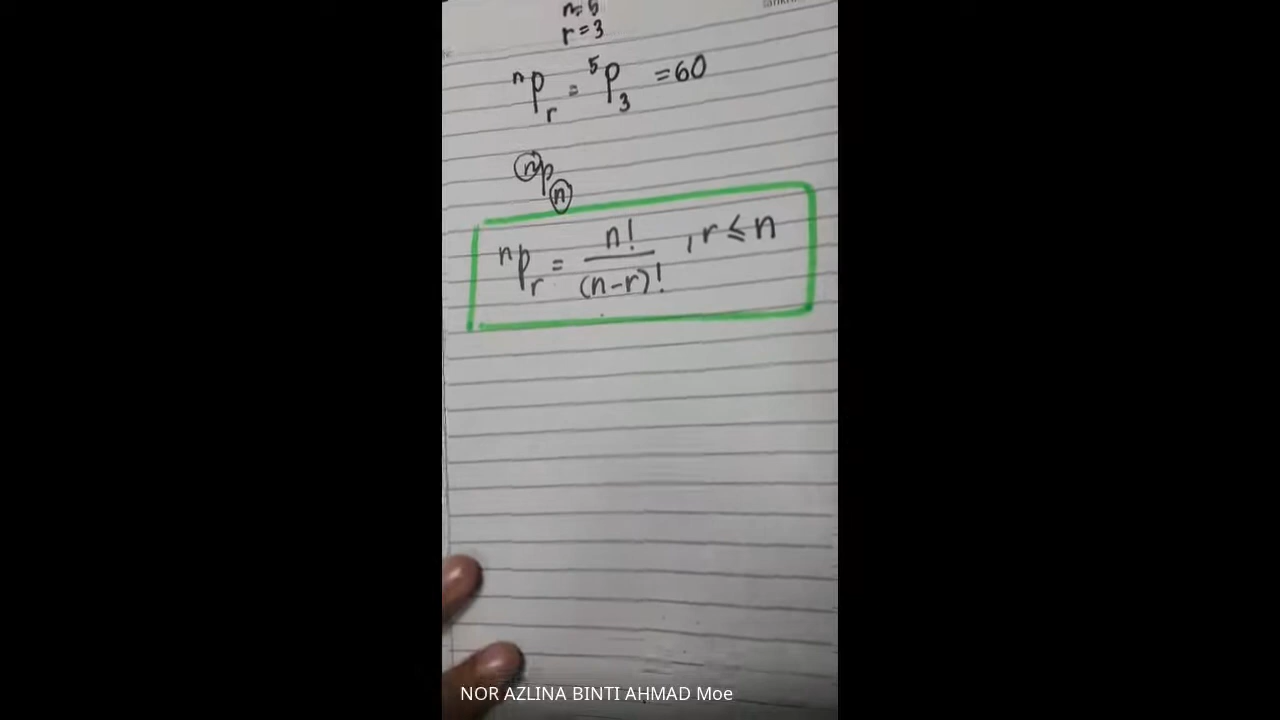 n=5
r=3
ⁿPᵣ = ⁵P₃ = 60
ⁿPₙ
ⁿPᵣ = n!/(n-r)! , r ≤ n
NOR AZLINA BINTI AHMAD Moe